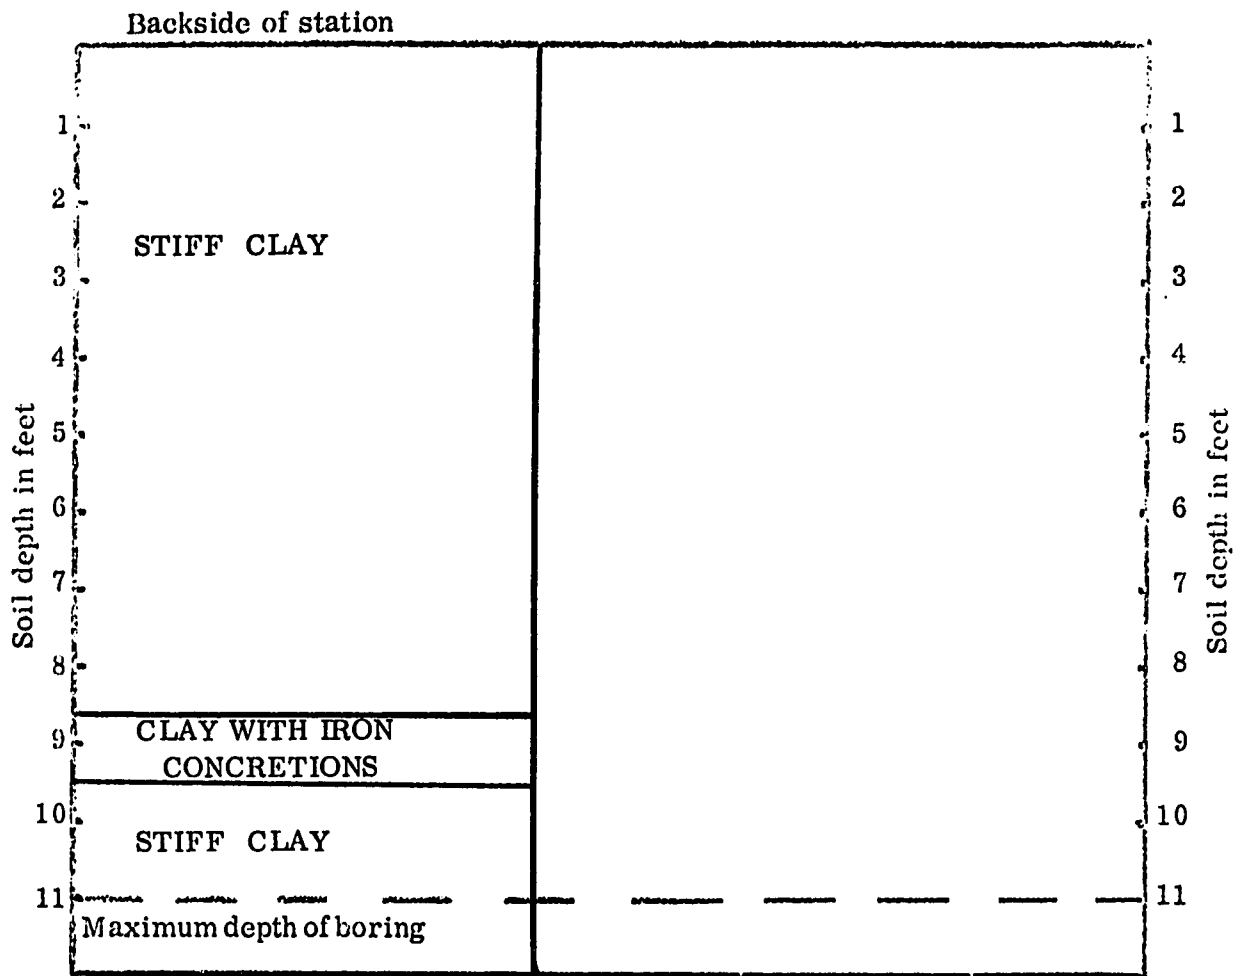 Backside of station
1
2
STIFF CLAY
3
4
5
6
7
8
CLAY WITH IRON
9
CONCRETIONS
10
STIFF CLAY
11
Maximum depth of boring
Soil depth in feet
1
2
3
4
5
6
7
8
9
10
11
Soil depth in feet